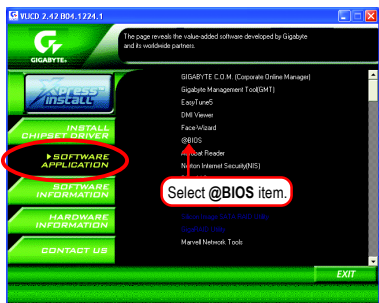 VUCD 2.42 B04.1224.1
The page reveals the value-added software developed by Gigabyte
and its worldwide partners.
GIGABYTE
Xpress
INSTALL
INSTALL
CHIPSET DRIVER
SOFTWARE
APPLICATION
SOFTWARE
INFORMATION
HARDWARE
INFORMATION
CONTACT US
GIGABYTE C.O.M. (Corporate Online Manager)
Gigabyte Management Tool(GMT)
EasyTune5
DMI Viewer
Face-Wizard
@BIOS
Acrobat Reader
Norton Internet Security(NIS)
Select @BIOS item.
Marvell Network Tools
EXIT